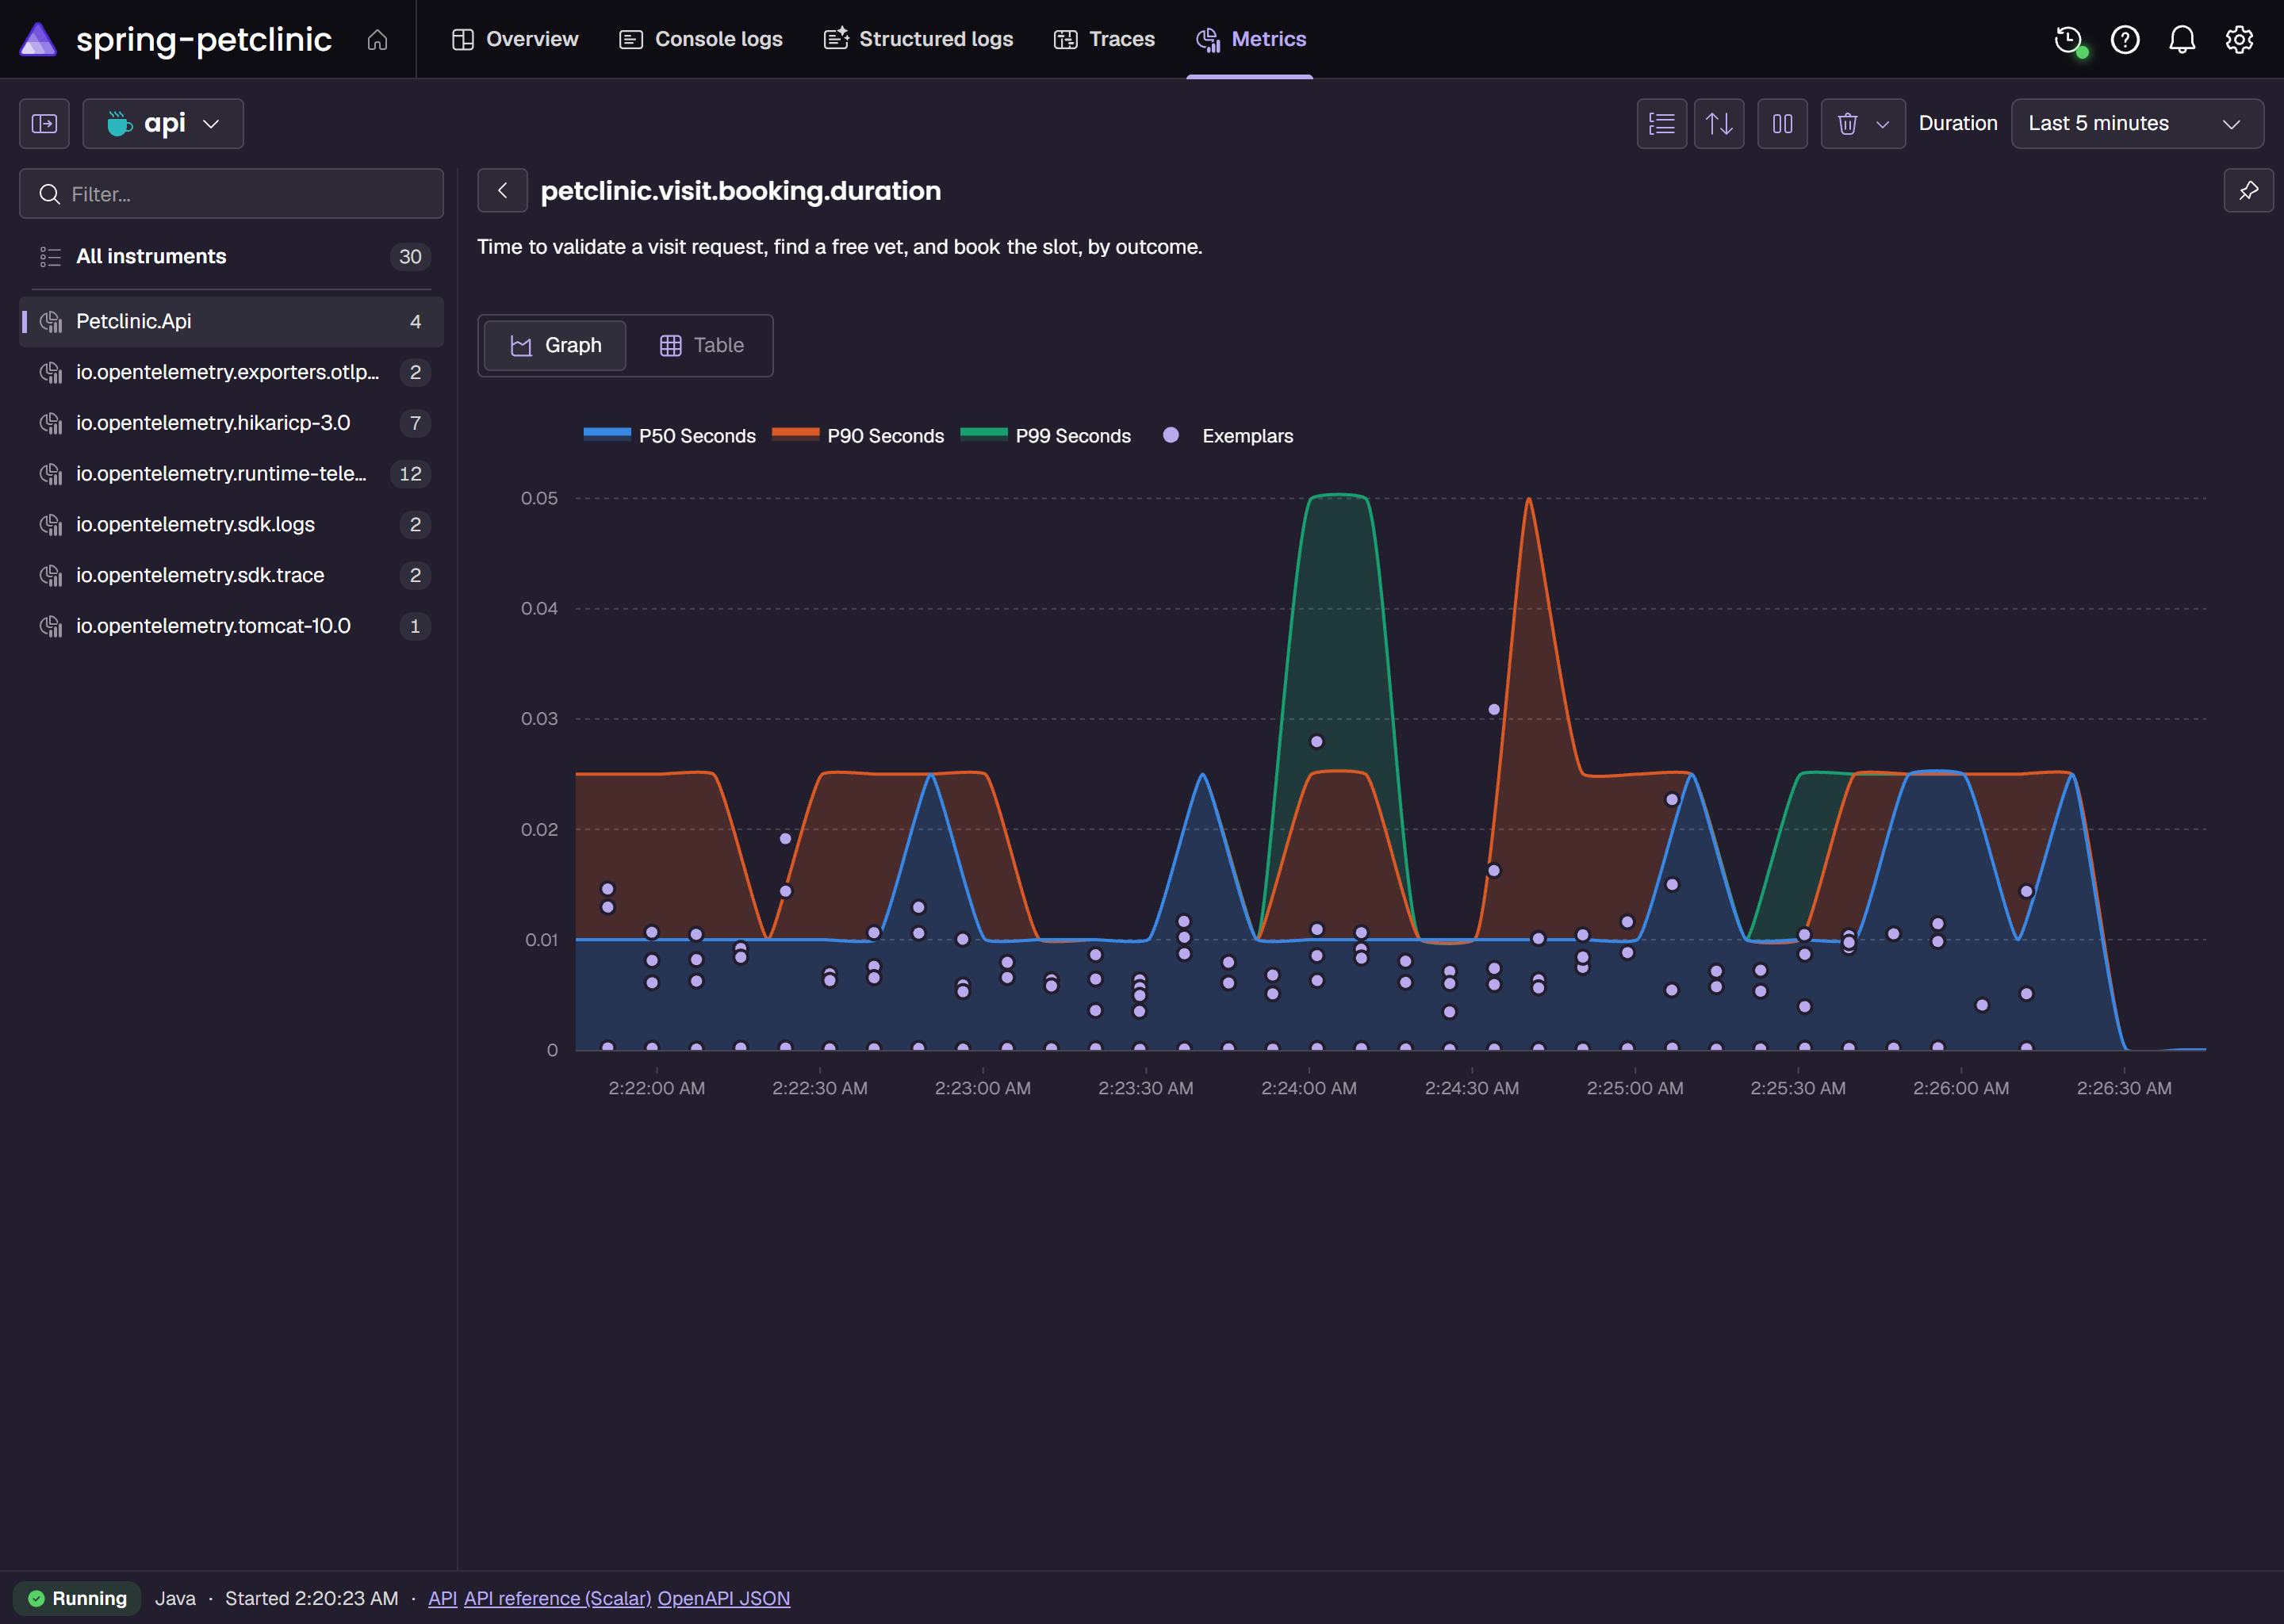 spring-petclinic
Overview
Console logs
Structured logs
Traces
Metrics
api
Duration
Last 5 minutes
Filter...
All instruments 30
Petclinic.Api 4
io.opentelemetry.exporters.otlp... 2
io.opentelemetry.hikaricp-3.0 7
io.opentelemetry.runtime-tele... 12
io.opentelemetry.sdk.logs 2
io.opentelemetry.sdk.trace 2
io.opentelemetry.tomcat-10.0 1
petclinic.visit.booking.duration
Time to validate a visit request, find a free vet, and book the slot, by outcome.
Graph
Table
P50 Seconds P90 Seconds P99 Seconds Exemplars
0.05
0.04
0.03
0.02
0.01
0
2:22:00 AM 2:22:30 AM 2:23:00 AM 2:23:30 AM 2:24:00 AM 2:24:30 AM 2:25:00 AM 2:25:30 AM 2:26:00 AM 2:26:30 AM
Running Java · Started 2:20:23 AM · API API reference (Scalar) OpenAPI JSON